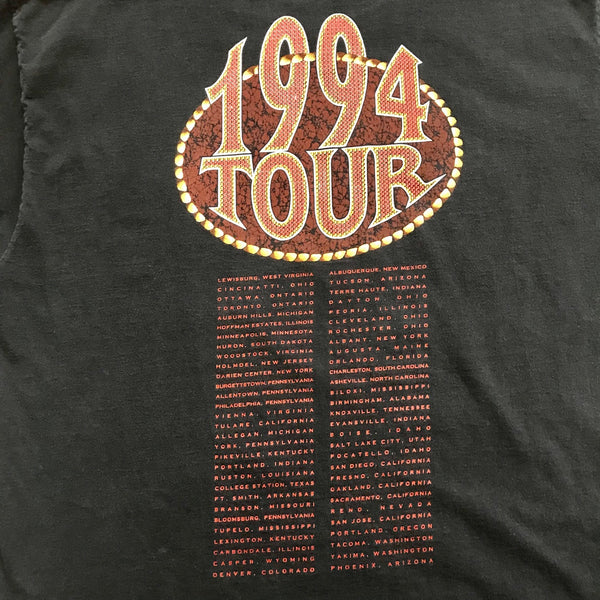 1994
TOUR
LEWISBURG, WEST VIRGINIA
CINCINATTI, OHIO
OTTAWA, ONTARIO
TORONTO, ONTARIO
AUBURN HILLS, MICHIGAN
HOFFMAN ESTATES, ILLINOIS
MINNEAPOLIS, MINNESOTA
HURON, SOUTH DAKOTA
WOODSTOCK, VIRGINIA
HOLMDEL, NEW JERSEY
DARIEN CENTER, NEW YORK
BURGETTSTOWN, PENNSYLVANIA
ALLENTOWN, PENNSYLVANIA
PHILADELPHIA, PENNSYLVANIA
VIENNA, VIRGINIA
TULARE, CALIFORNIA
ALLEGAN, MICHIGAN
YORK, PENNSYLVANIA
PIKEVILLE, KENTUCKY
PORTLAND, INDIANA
RUSTON, LOUISIANA
COLLEGE STATION, TEXAS
FT. SMITH, ARKANSAS
BRANSON, MISSOURI
BLOOMSBURG, PENNSYLVANIA
TUPELO, MISSISSIPPI
LEXINGTON, KENTUCKY
CARBONDALE, ILLINOIS
CASPER, WYOMING
DENVER, COLORADO
ALBUQUERQUE, NEW MEXICO
TUCSON, ARIZONA
TERRE HAUTE, INDIANA
DAYTON, OHIO
PEORIA, ILLINOIS
CLEVELAND, OHIO
ROCHESTER, OHIO
ALBANY, NEW YORK
AUGUSTA, MAINE
ORLANDO, FLORIDA
CHARLESTON, SOUTH CAROLINA
ASHEVILLE, NORTH CAROLINA
BILOXI, MISSISSIPPI
BIRMINGHAM, ALABAMA
KNOXVILLE, TENNESSEE
EVANSVILLE, INDIANA
BOISE, IDAHO
SALT LAKE CITY, UTAH
POCATELLO, IDAHO
SAN DIEGO, CALIFORNIA
FRESNO, CALIFORNIA
OAKLAND, CALIFORNIA
SACRAMENTO, CALIFORNIA
RENO, NEVADA
SAN JOSE, CALIFORNIA
PORTLAND, OREGON
TACOMA, WASHINGTON
YAKIMA, WASHINGTON
PHOENIX, ARIZONA